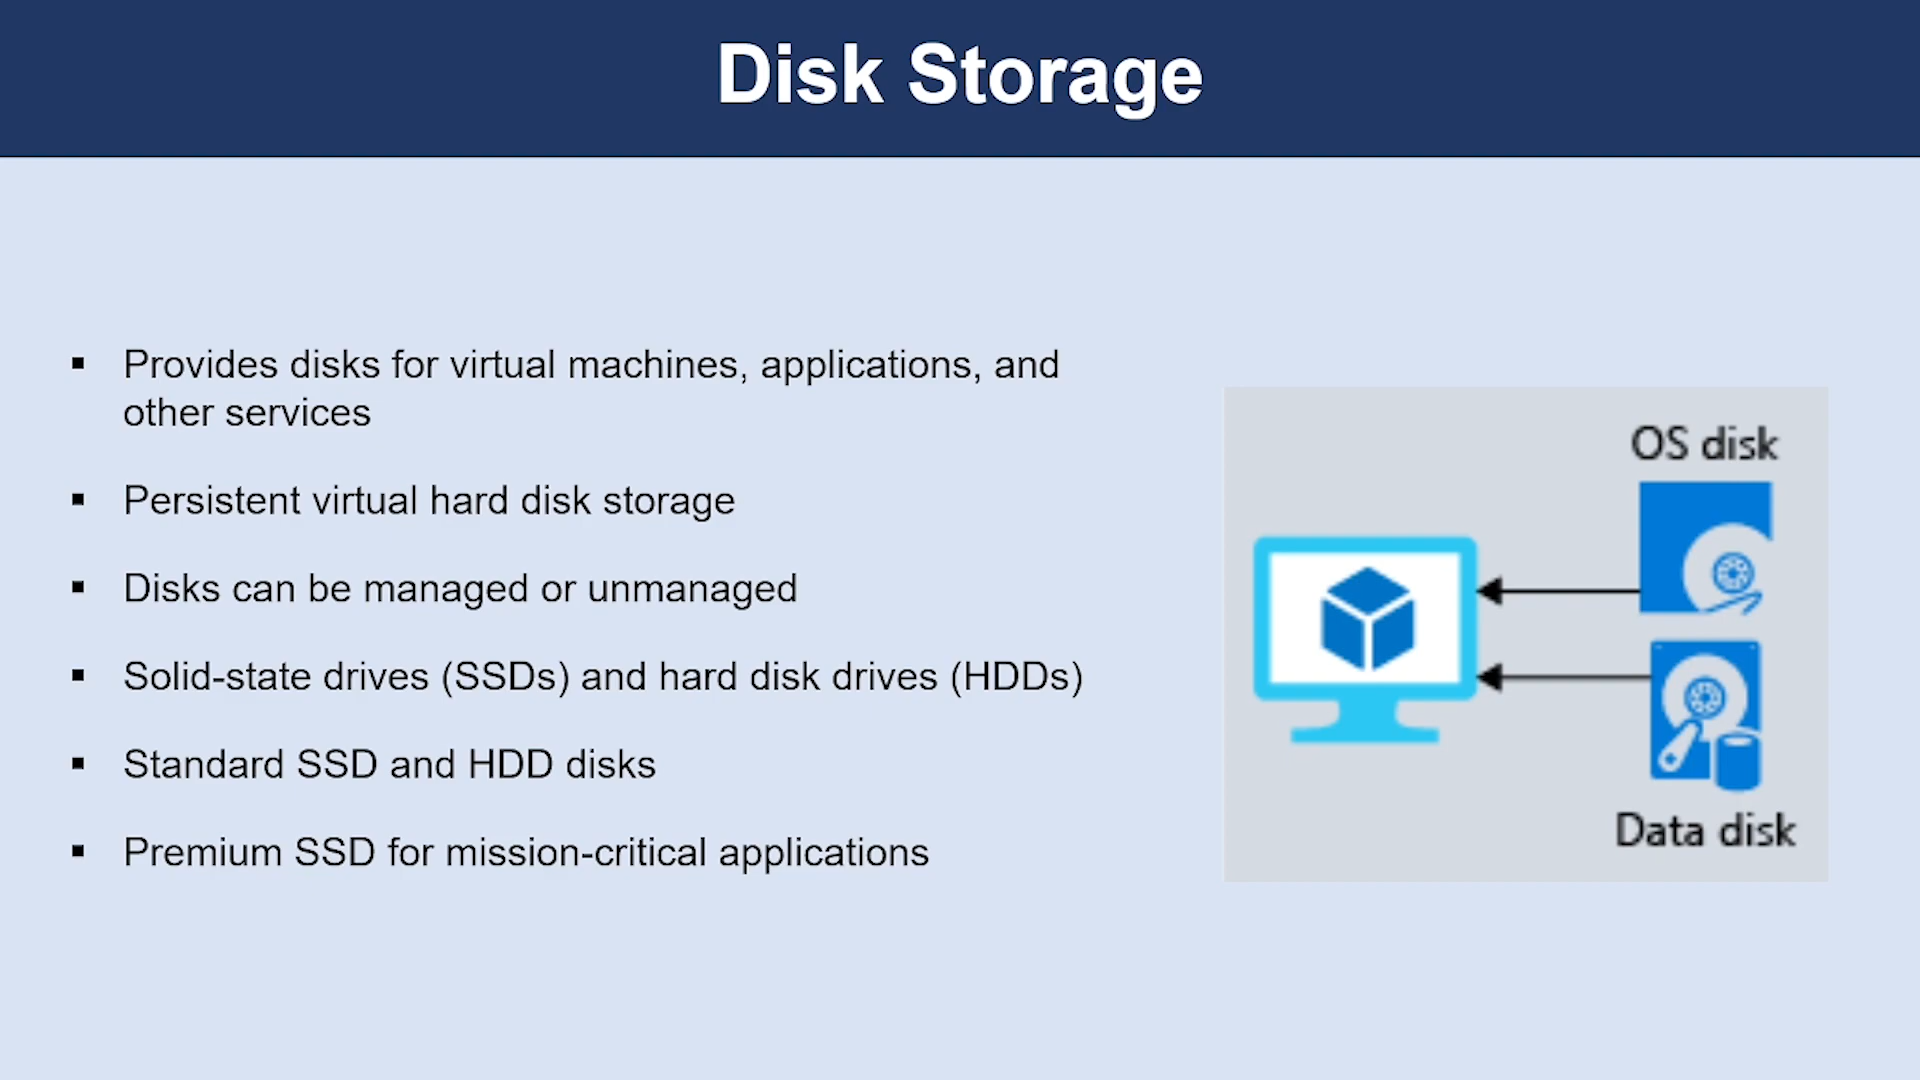 Disk Storage
▪ Provides disks for virtual machines, applications, and
other services
▪ Persistent virtual hard disk storage
▪ Disks can be managed or unmanaged
▪ Solid-state drives (SSDs) and hard disk drives (HDDs)
▪ Standard SSD and HDD disks
▪ Premium SSD for mission-critical applications
OS disk
Data disk